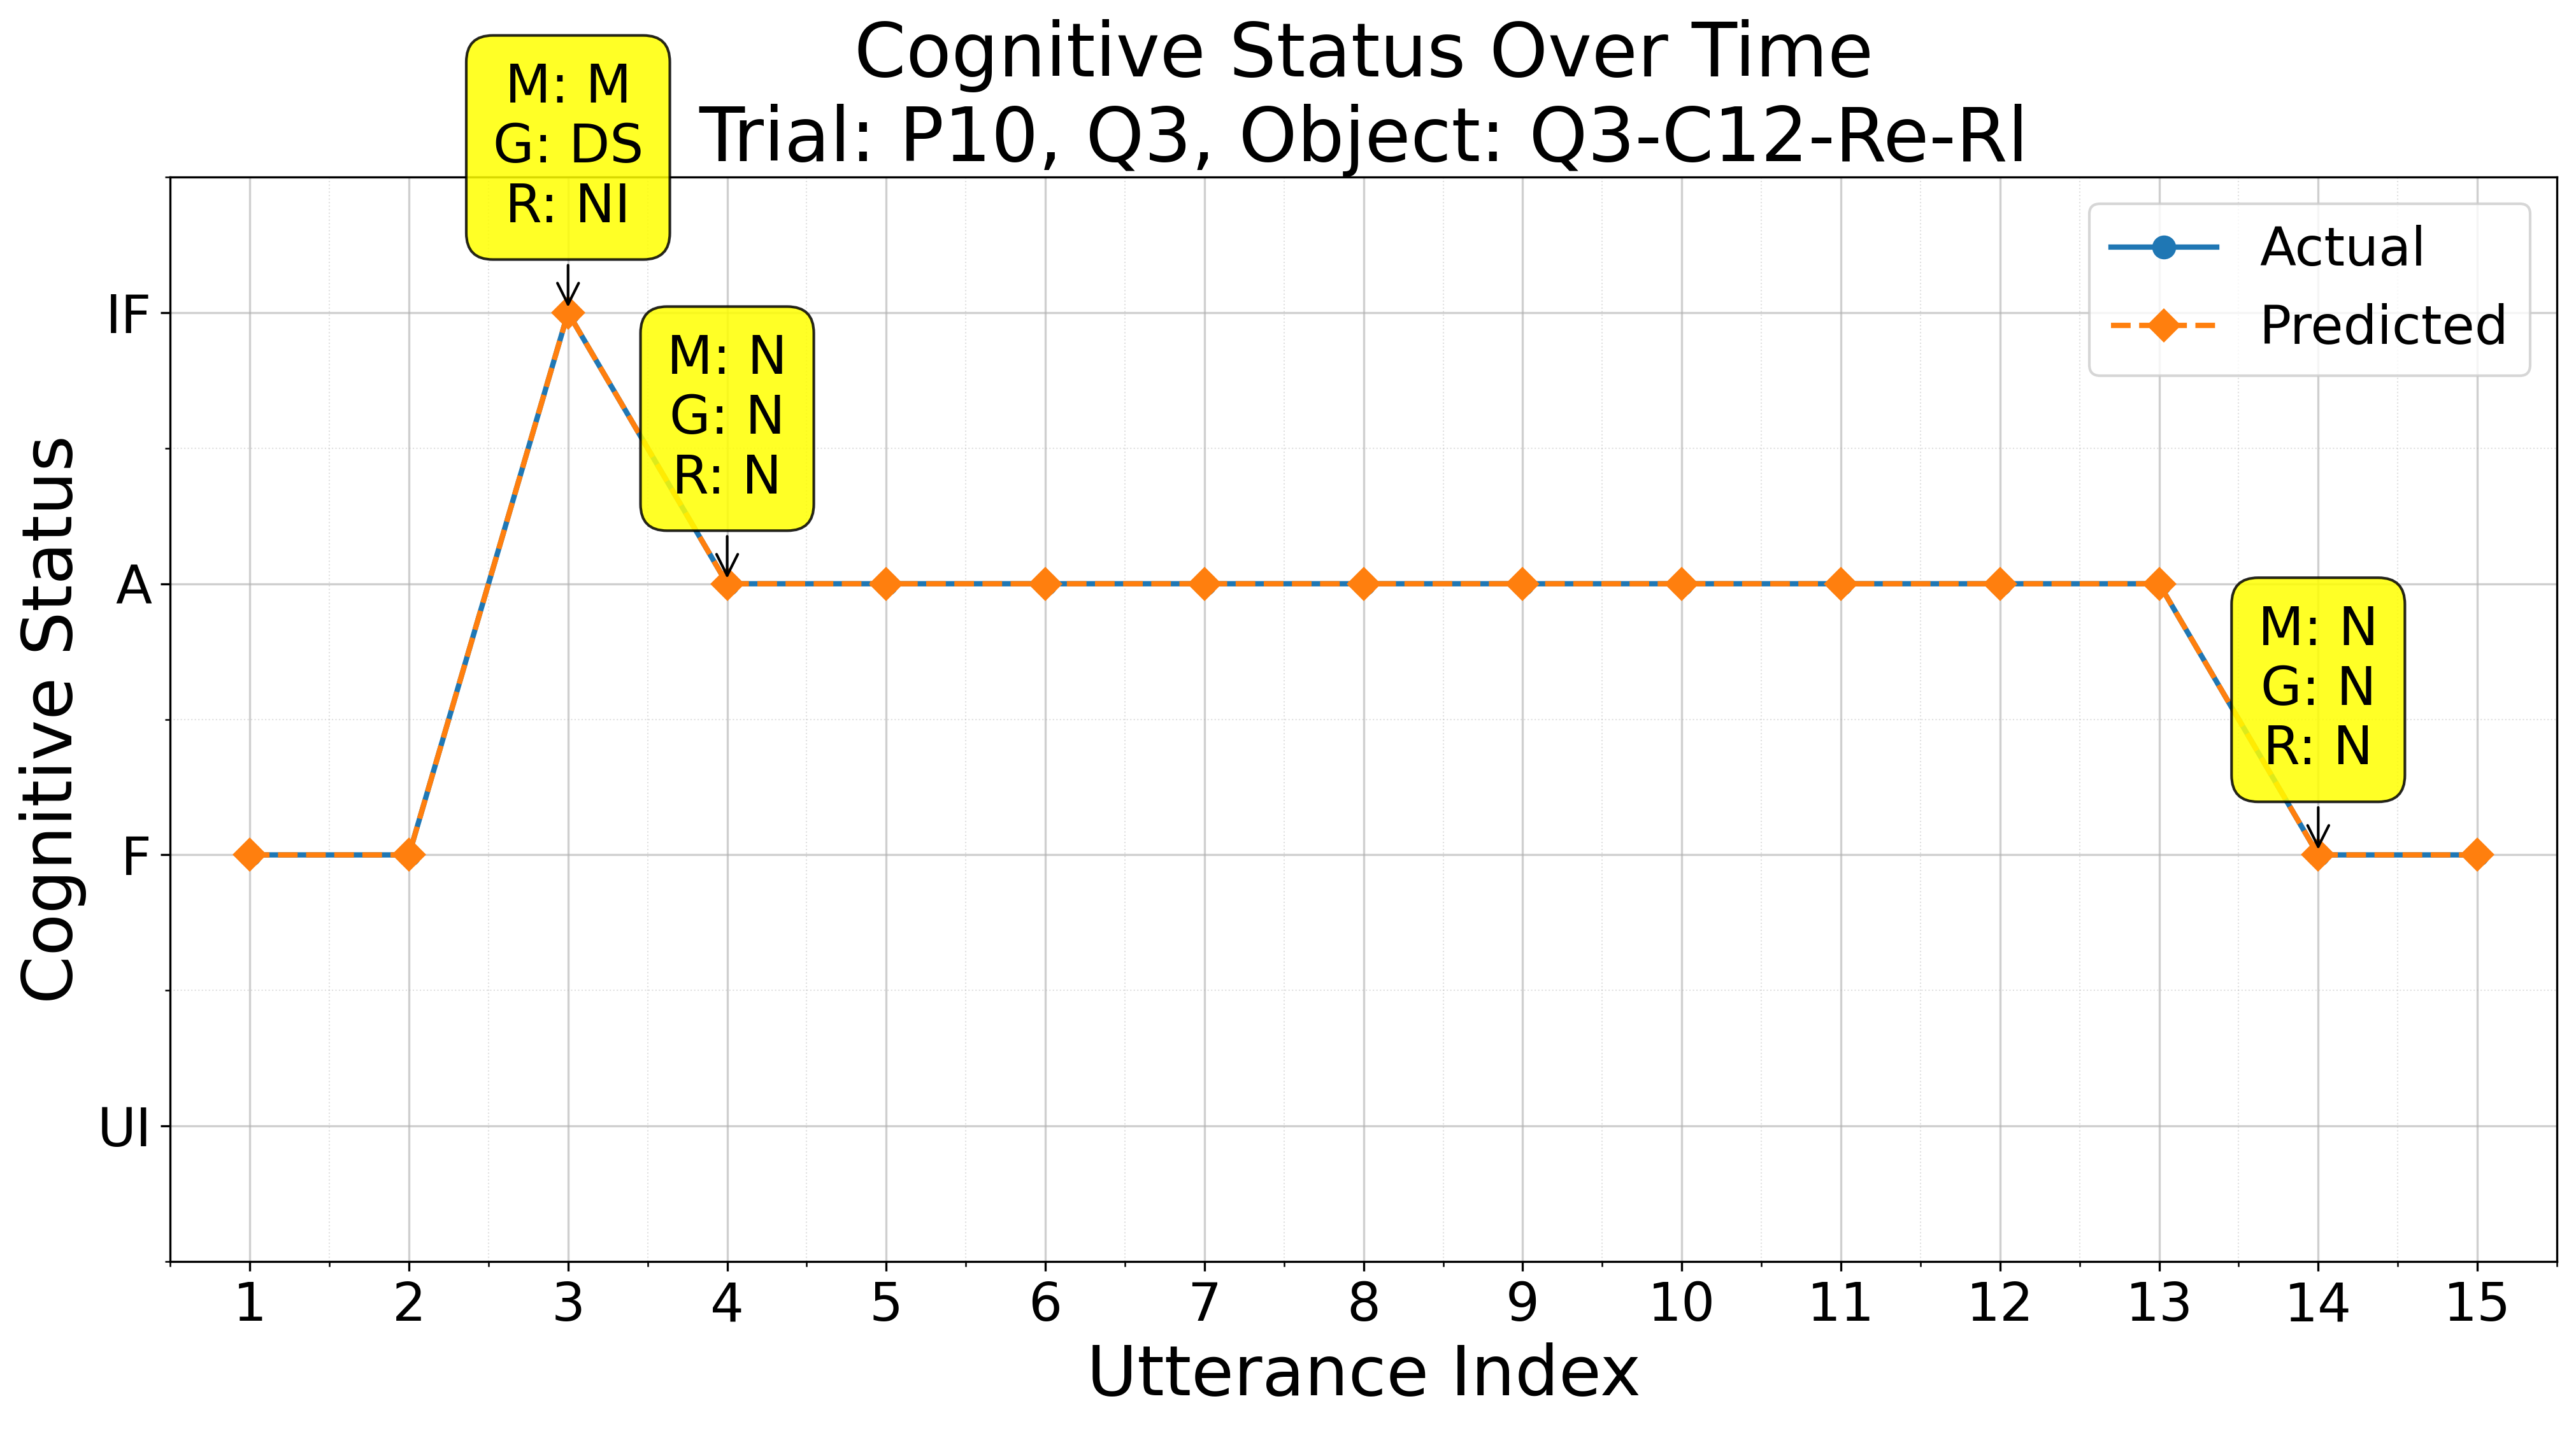 Cognitive Status Over Time
Trial: P10, Q3, Object: Q3-C12-Re-Rl
M: M
G: DS
R: NI
M: N
G: N
R: N
M: N
G: N
R: N
Actual
Predicted
Cognitive Status
IF
A
F
UI
1 2 3 4 5 6 7 8 9 10 11 12 13 14 15
Utterance Index